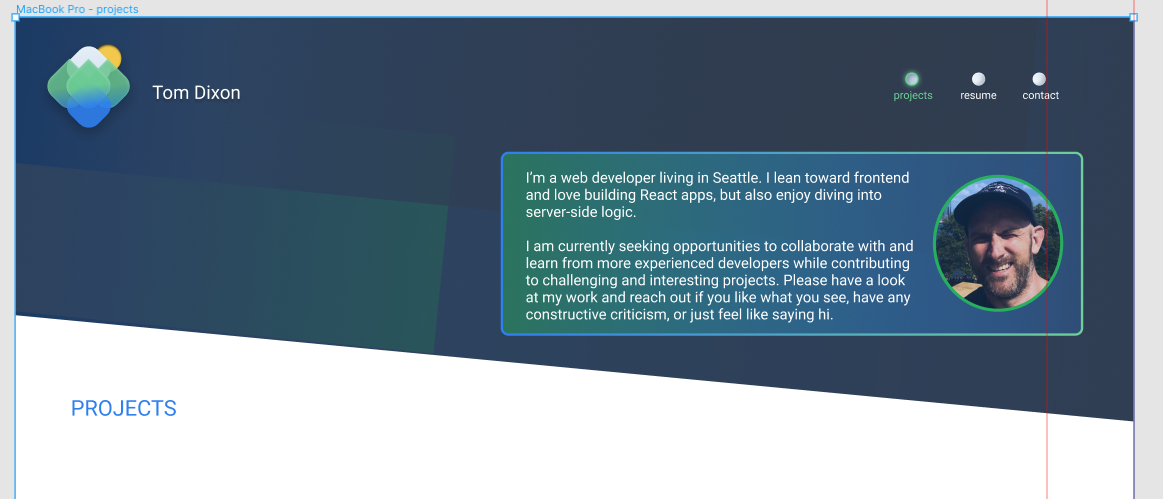 MacBook Pro - projects
Tom Dixon
projects
resume
contact
I’m a web developer living in Seattle. I lean toward frontend
and love building React apps, but also enjoy diving into
server-side logic.
I am currently seeking opportunities to collaborate with and
learn from more experienced developers while contributing
to challenging and interesting projects. Please have a look
at my work and reach out if you like what you see, have any
constructive criticism, or just feel like saying hi.
PROJECTS